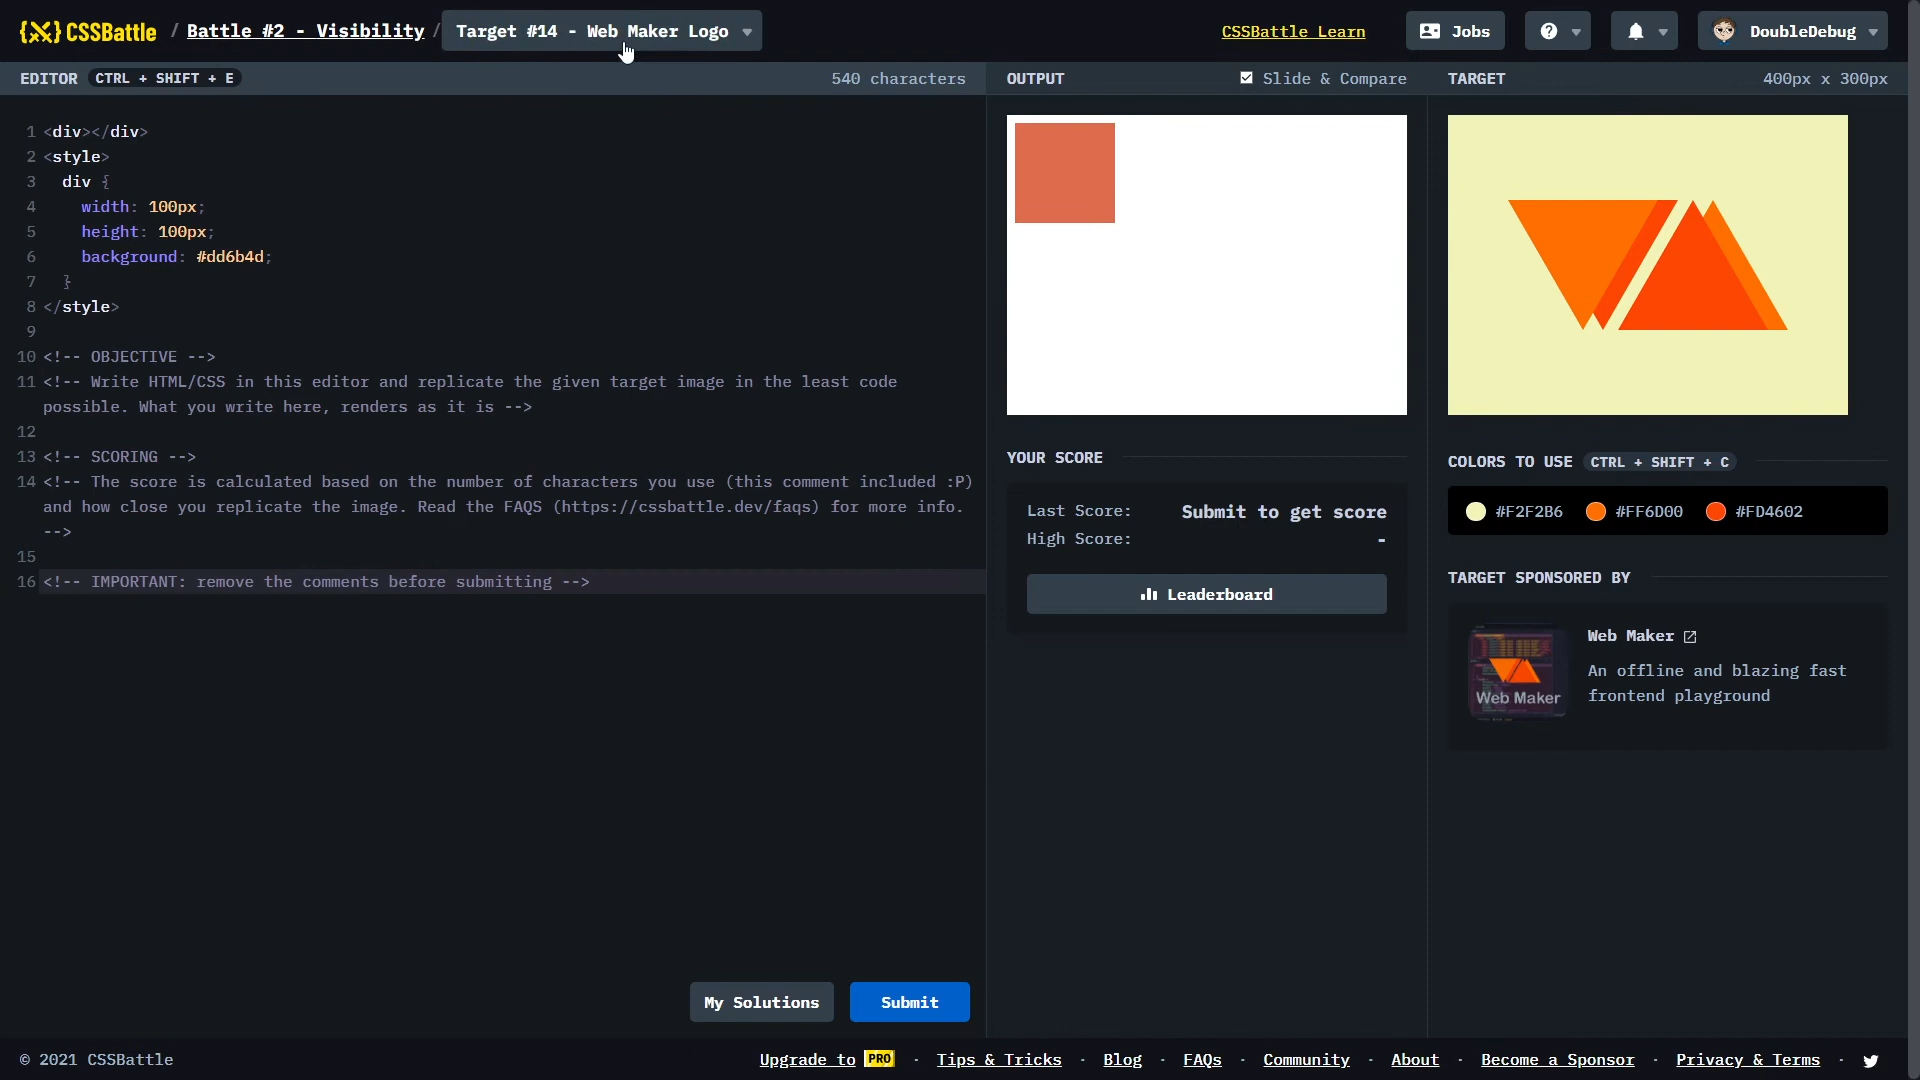 {X} CSSBattle / Battle #2 - Visibility / Target #14 - Web Maker Logo
CSSBattle Learn
Jobs
DoubleDebug
EDITOR CTRL + SHIFT + E
540 characters
OUTPUT
Slide & Compare
TARGET
400px x 300px
1 <div></div>
2 <style>
3 div {
4 width: 100px;
5 height: 100px;
6 background: #dd6b4d;
7 }
8 </style>
9
10 <!-- OBJECTIVE -->
11 <!-- Write HTML/CSS in this editor and replicate the given target image in the least code
possible. What you write here, renders as it is -->
12
13 <!-- SCORING -->
14 <!-- The score is calculated based on the number of characters you use (this comment included :P)
and how close you replicate the image. Read the FAQS (https://cssbattle.dev/faqs) for more info.
-->
15
16 <!-- IMPORTANT: remove the comments before submitting -->
My Solutions
Submit
YOUR SCORE
Last Score: Submit to get score
High Score: -
Leaderboard
COLORS TO USE CTRL + SHIFT + C
#F2F2B6 #FF6D00 #FD4602
TARGET SPONSORED BY
Web Maker
Web Maker
An offline and blazing fast
frontend playground
© 2021 CSSBattle
Upgrade to PRO · Tips & Tricks · Blog · FAQs · Community · About · Become a Sponsor · Privacy & Terms ·